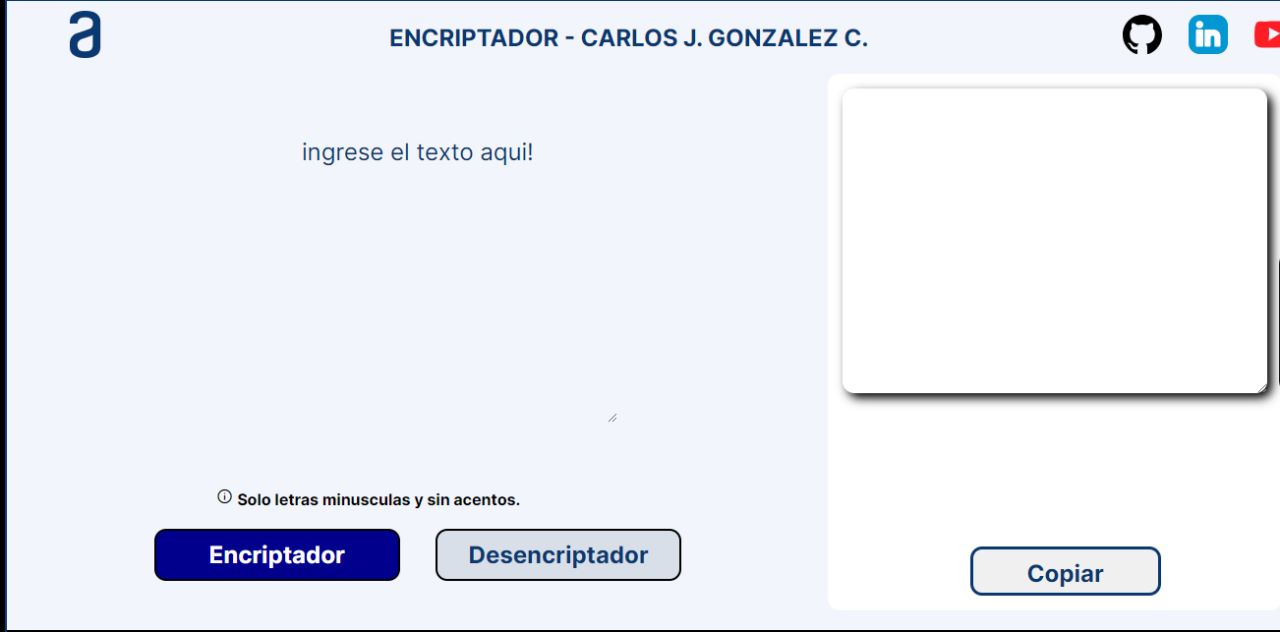 a
ENCRIPTADOR - CARLOS J. GONZALEZ C.
in
ingrese el texto aqui!
Solo letras minusculas y sin acentos.
Encriptador
Desencriptador
Copiar